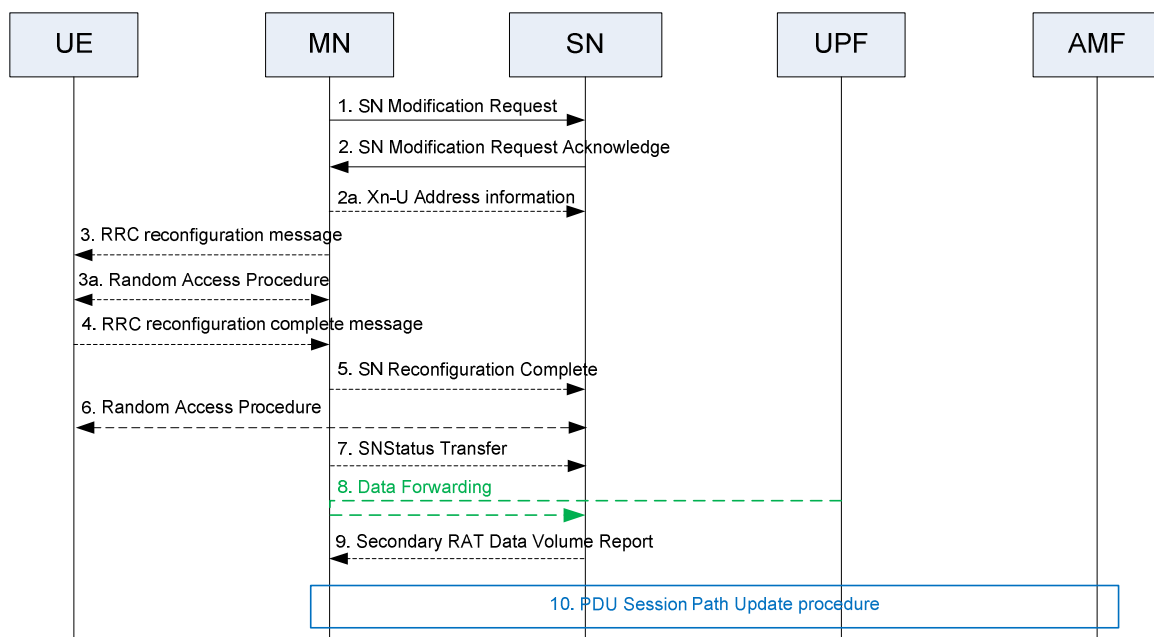 UE
MN
SN
UPF
AMF
1. SN Modification Request
2. SN Modification Request Acknowledge
2a. Xn-U Address information
3. RRC reconfiguration message
3a. Random Access Procedure
4. RRC reconfiguration complete message
5. SN Reconfiguration Complete
6. Random Access Procedure
7. SNStatus Transfer
8. Data Forwarding
9. Secondary RAT Data Volume Report
10. PDU Session Path Update procedure